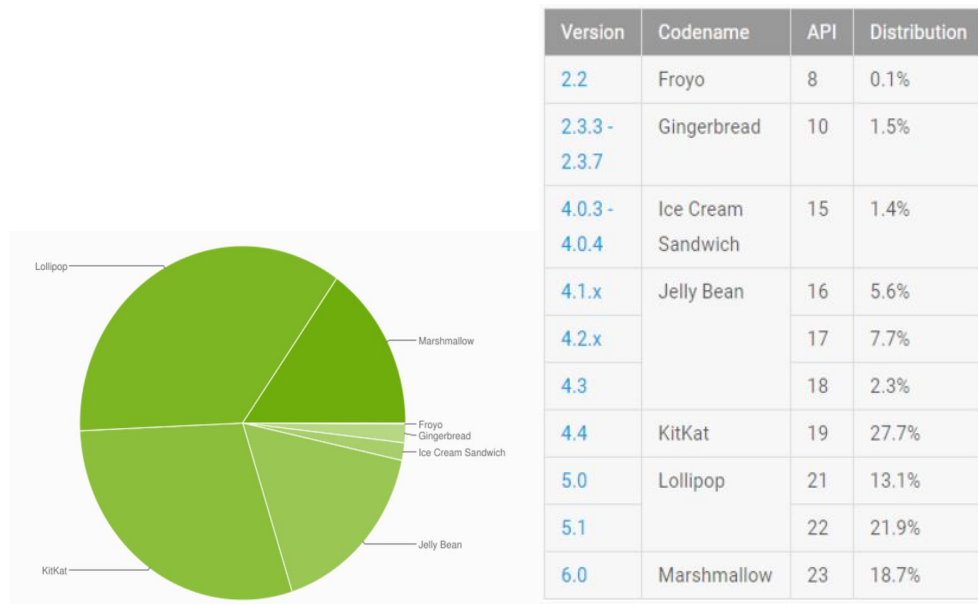 Lollipop
Marshmallow
Froyo
Gingerbread
Ice Cream Sandwich
Jelly Bean
KitKat
Version Codename API Distribution
2.2 Froyo 8 0.1%
2.3.3 - Gingerbread 10 1.5%
2.3.7
4.0.3 - Ice Cream 15 1.4%
4.0.4 Sandwich
4.1.x Jelly Bean 16 5.6%
4.2.x 17 7.7%
4.3 18 2.3%
4.4 KitKat 19 27.7%
5.0 Lollipop 21 13.1%
5.1 22 21.9%
6.0 Marshmallow 23 18.7%